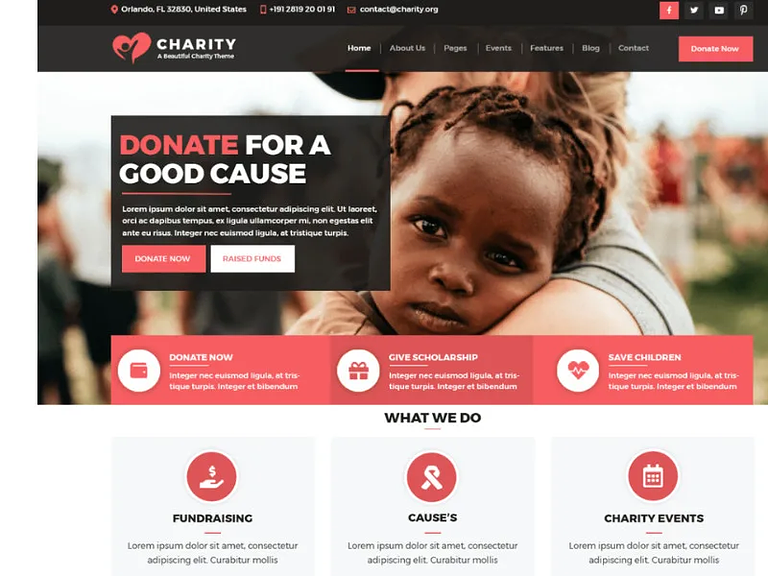 Orlando, FL 32830, United States +191 2819 20 01 91 contact@charity.org
CHARITY
A Beautiful Charity Theme
Home About Us Pages Events Features Blog Contact Donate Now
DONATE FOR A
GOOD CAUSE
Lorem ipsum dolor sit amet, consectetur adipiscing elit. Ut laoreet,
orci ac dapibus tempus, ex ligula ullamcorper mi, non egestas elit
ante eu risus. Integer nec euismod ligula, at tristique turpis.
DONATE NOW RAISED FUNDS
DONATE NOW
Integer nec euismod ligula, at tris-
tique turpis. Integer et bibendum
GIVE SCHOLARSHIP
Integer nec euismod ligula, at tris-
tique turpis. Integer et bibendum
SAVE CHILDREN
Integer nec euismod ligula, at tris-
tique turpis. Integer et bibendum
WHAT WE DO
FUNDRAISING
Lorem ipsum dolor sit amet, consectetur
adipiscing elit. Curabitur mollis
CAUSE'S
Lorem ipsum dolor sit amet, consectetur
adipiscing elit. Curabitur mollis
CHARITY EVENTS
Lorem ipsum dolor sit amet, consectetur
adipiscing elit. Curabitur mollis